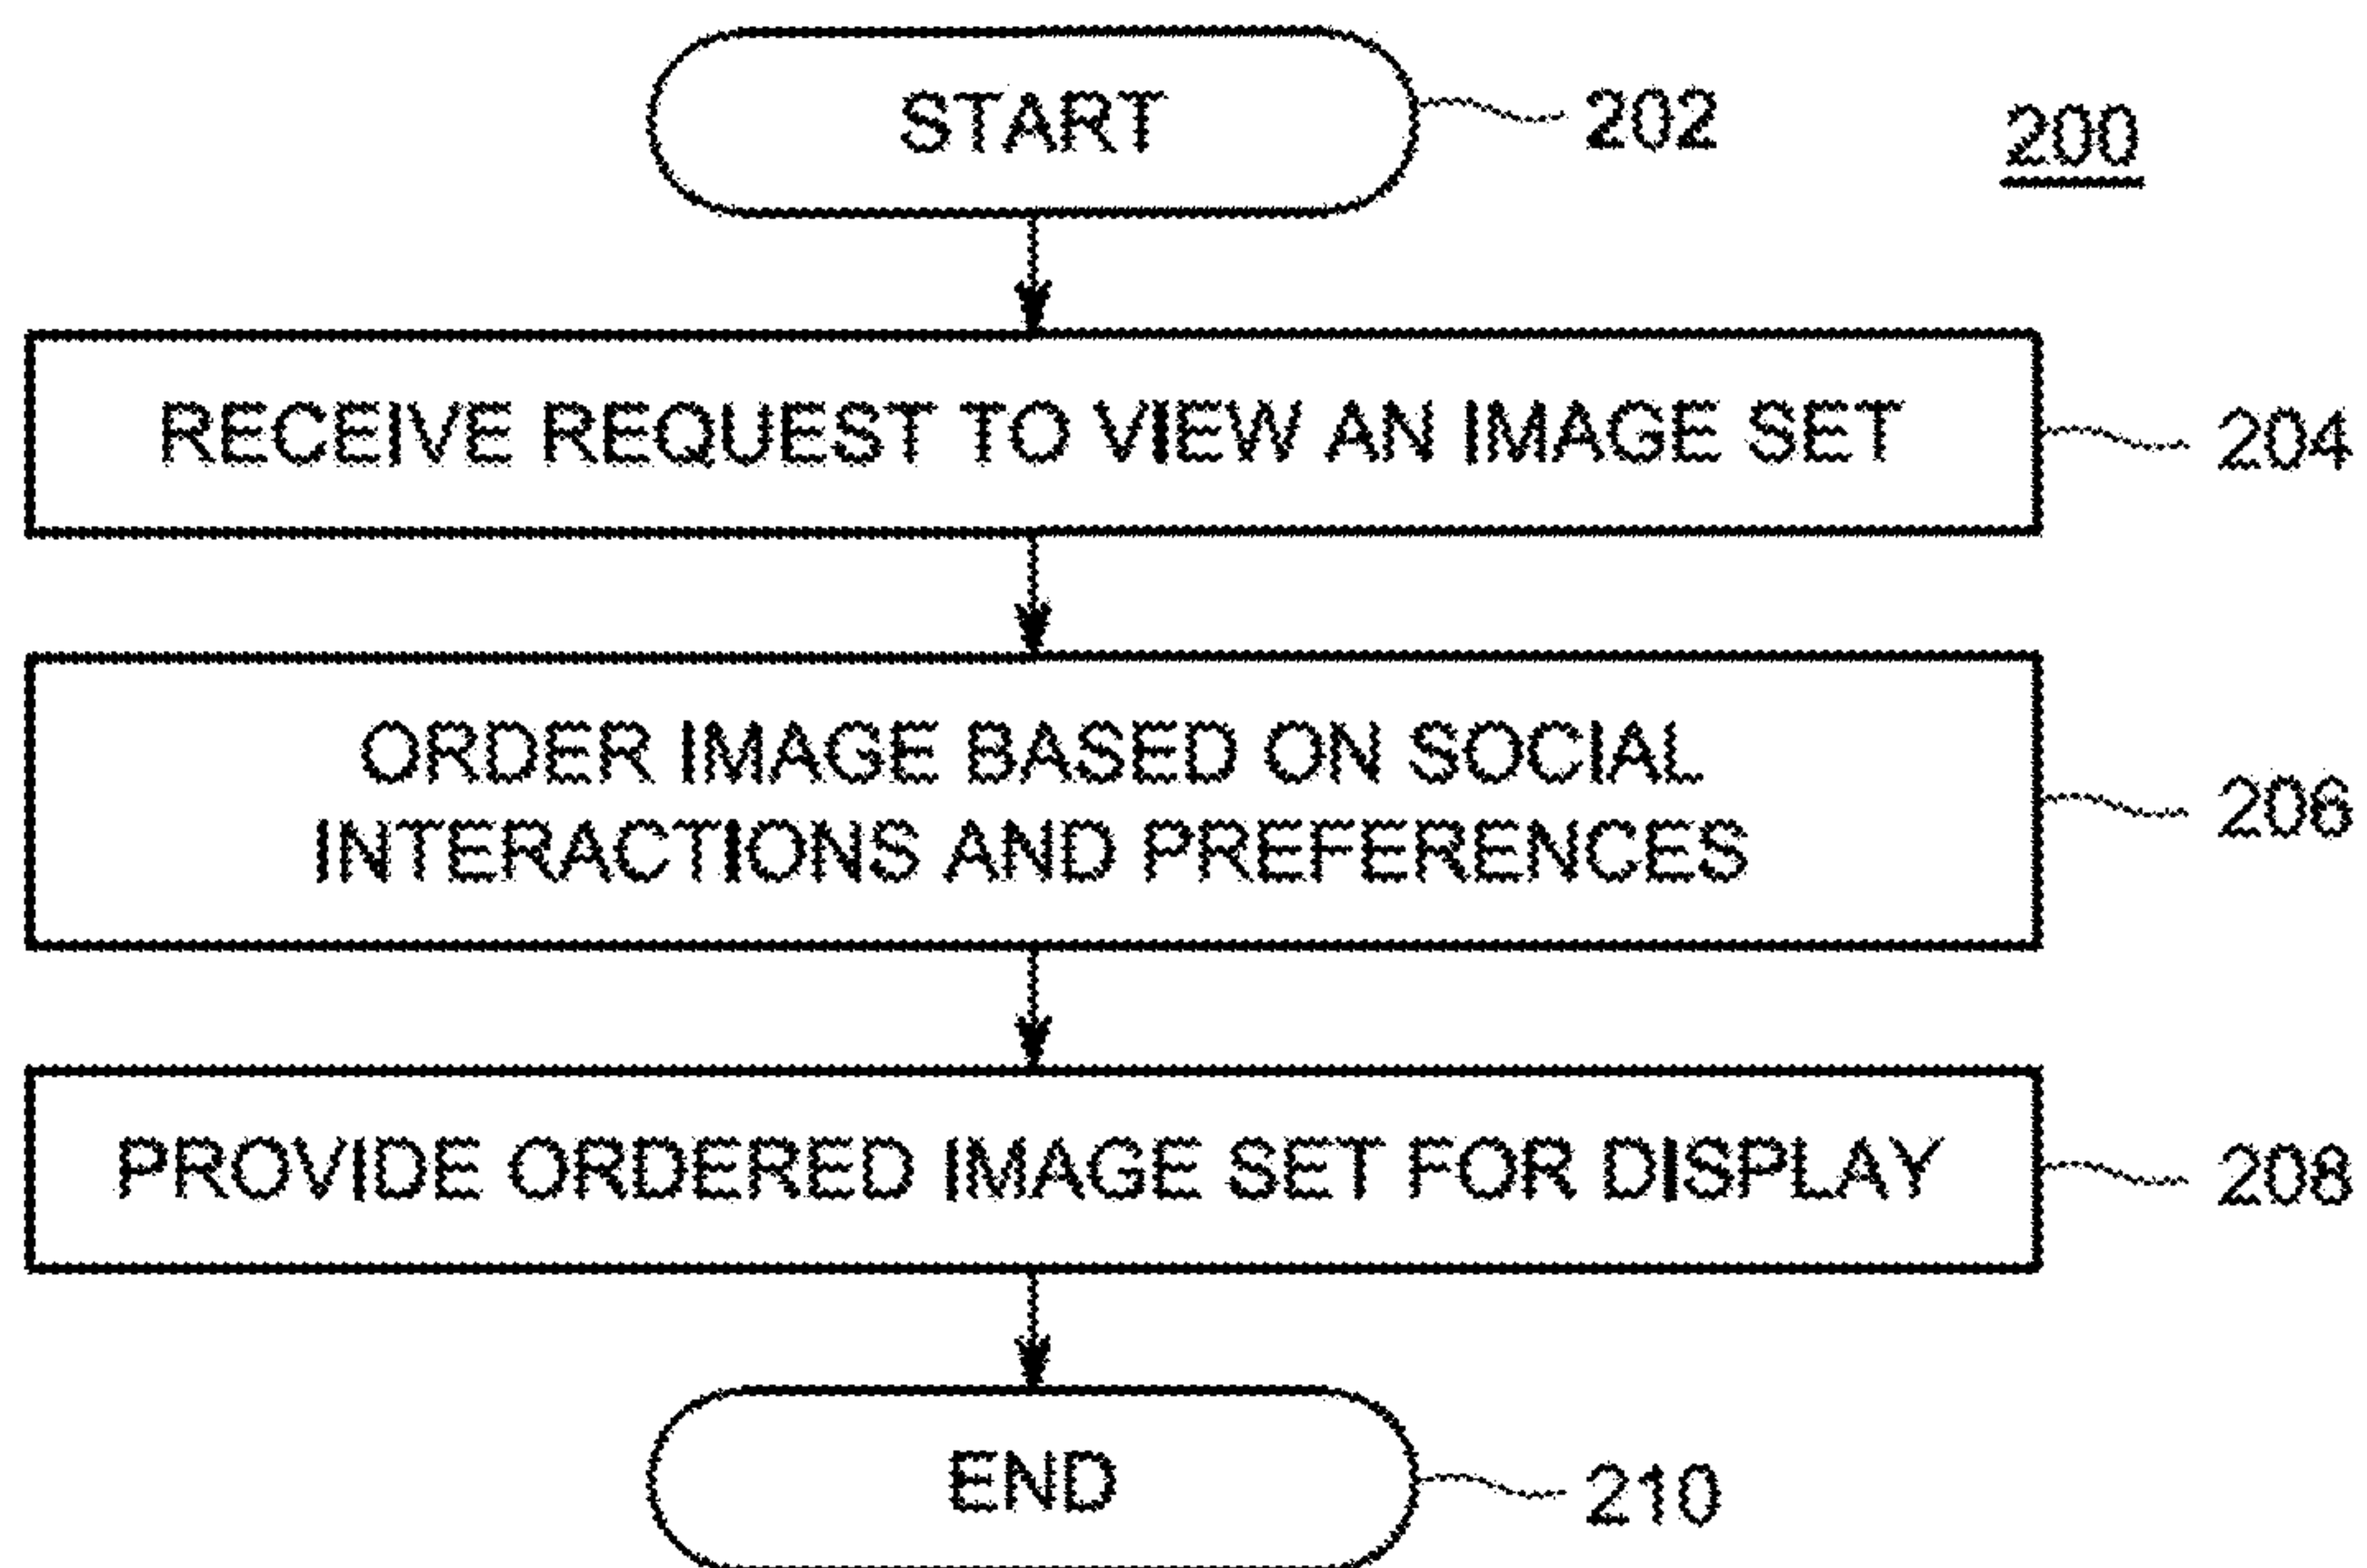 START
202
200
RECEIVE REQUEST TO VIEW AN IMAGE SET
204
ORDER IMAGE BASED ON SOCIAL
INTERACTIONS AND PREFERENCES
206
PROVIDE ORDERED IMAGE SET FOR DISPLAY
208
END
210